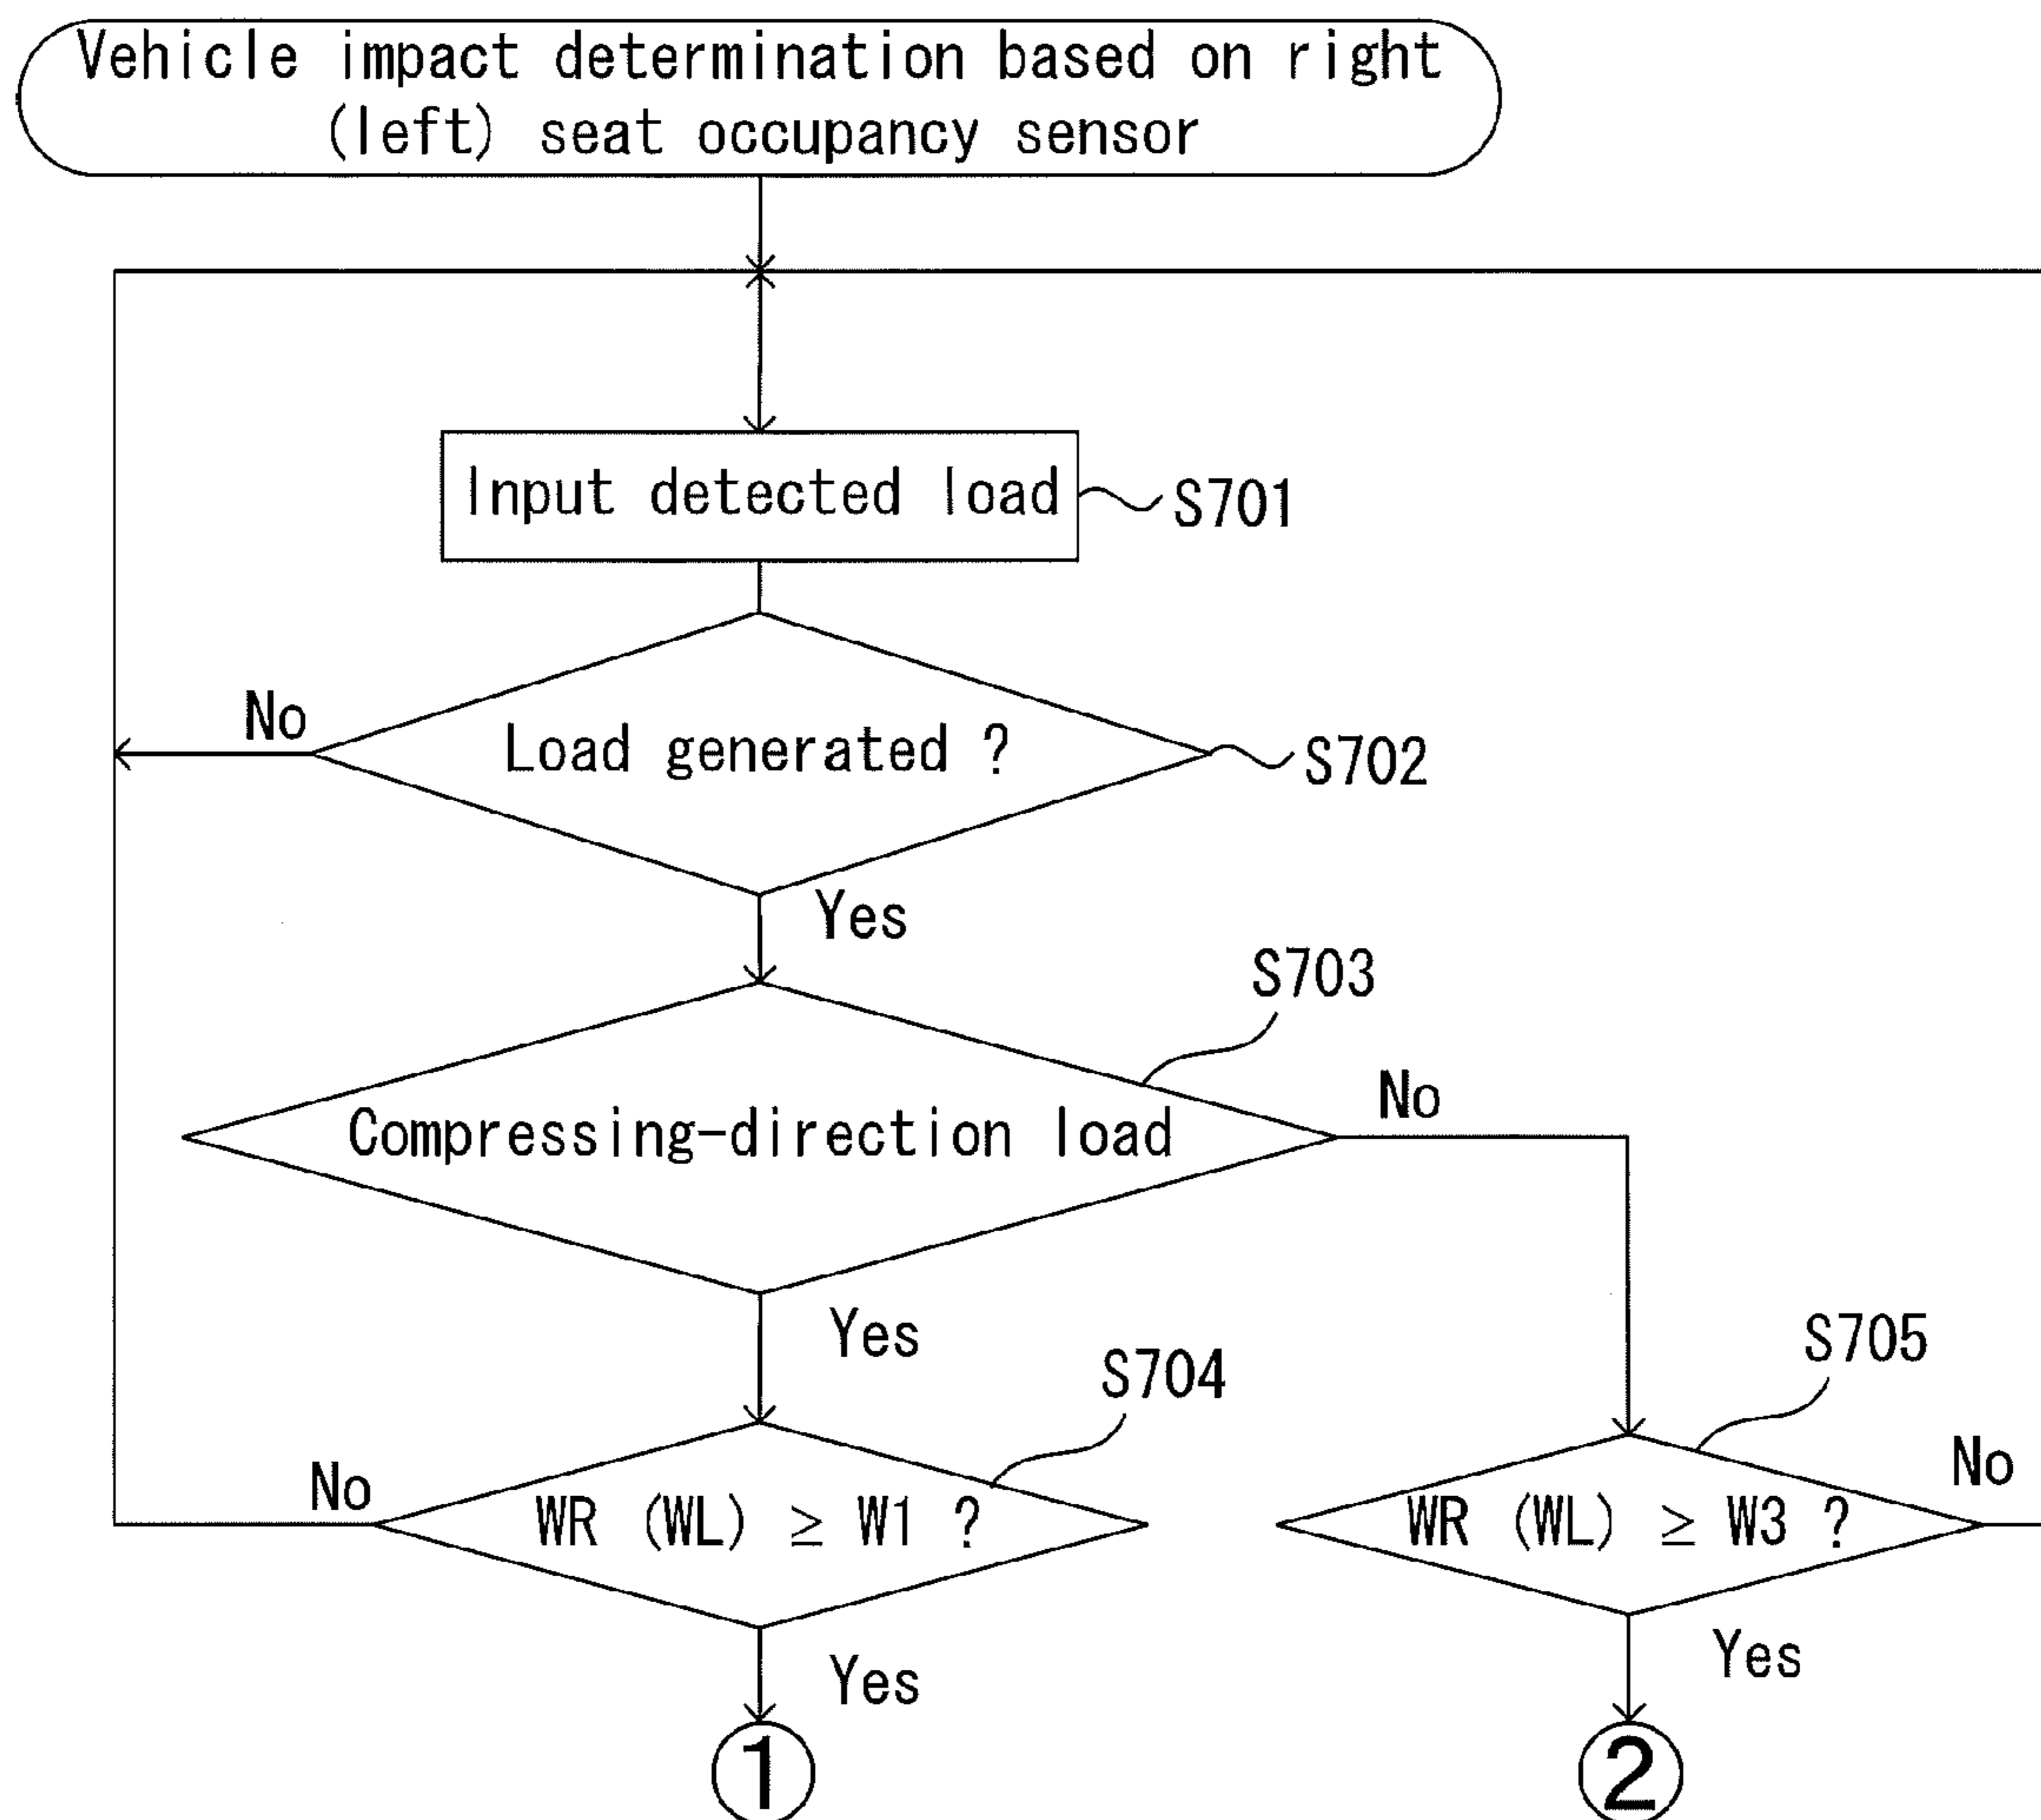 Vehicle impact determination based on right
(left) seat occupancy sensor
Input detected load
S701
No
Load generated ?
S702
Yes
S703
Compressing-direction load
No
Yes
S704
S705
No
WR (WL) ≧ W1 ?
WR (WL) ≧ W3 ?
No
Yes
Yes
①
②